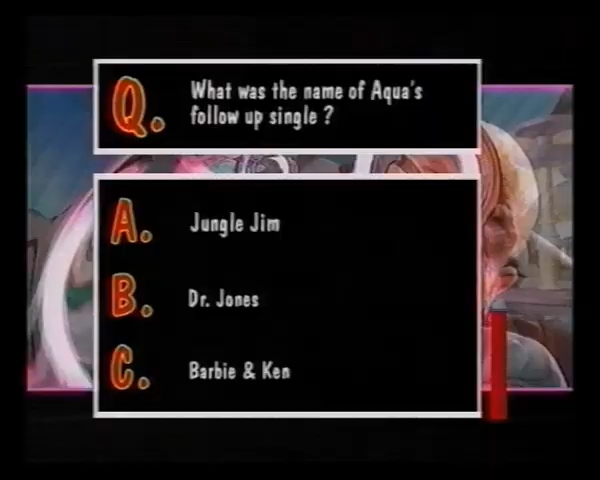 Q. What was the name of Aqua's
follow up single ?
A. Jungle Jim
B. Dr. Jones
C. Barbie & Ken